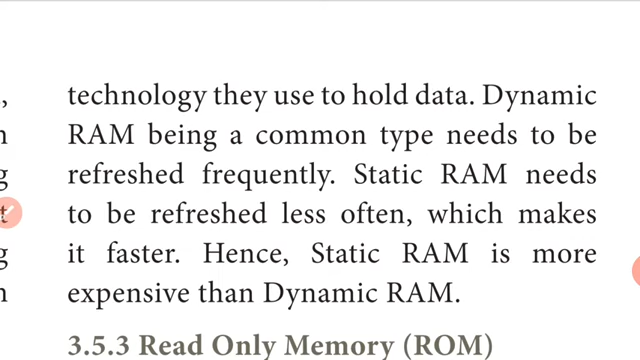 technology they use to hold data. Dynamic
RAM being a common type needs to be
refreshed frequently. Static RAM needs
to be refreshed less often, which makes
it faster. Hence, Static RAM is more
expensive than Dynamic RAM.
3.5.3 Read Only Memory (ROM)